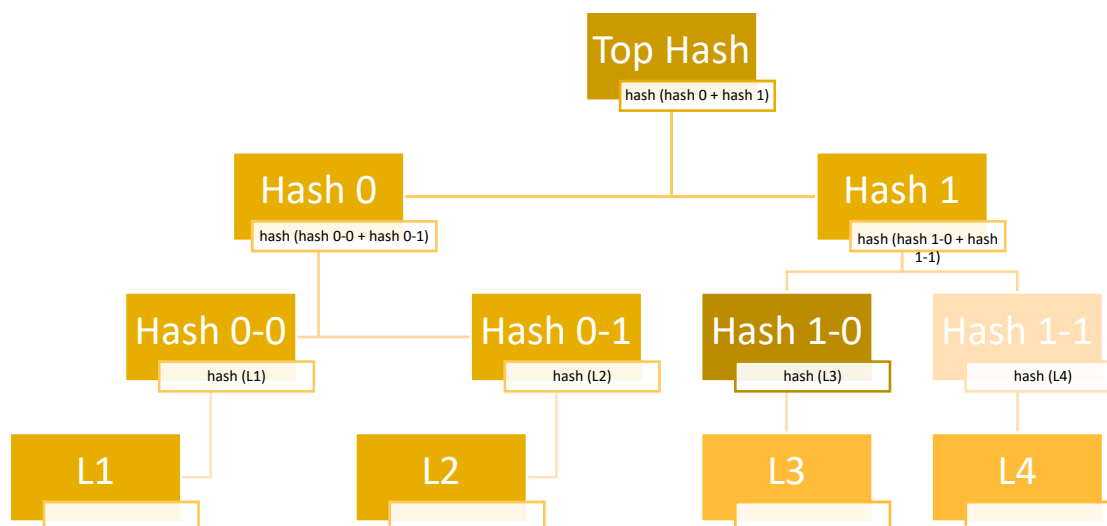 Top Hash
hash (hash 0 + hash 1)
Hash 0
hash (hash 0-0 + hash 0-1)
Hash 1
hash (hash 1-0 + hash
1-1)
Hash 0-0
hash (L1)
Hash 0-1
hash (L2)
Hash 1-0
hash (L3)
Hash 1-1
hash (L4)
L1
L2
L3
L4